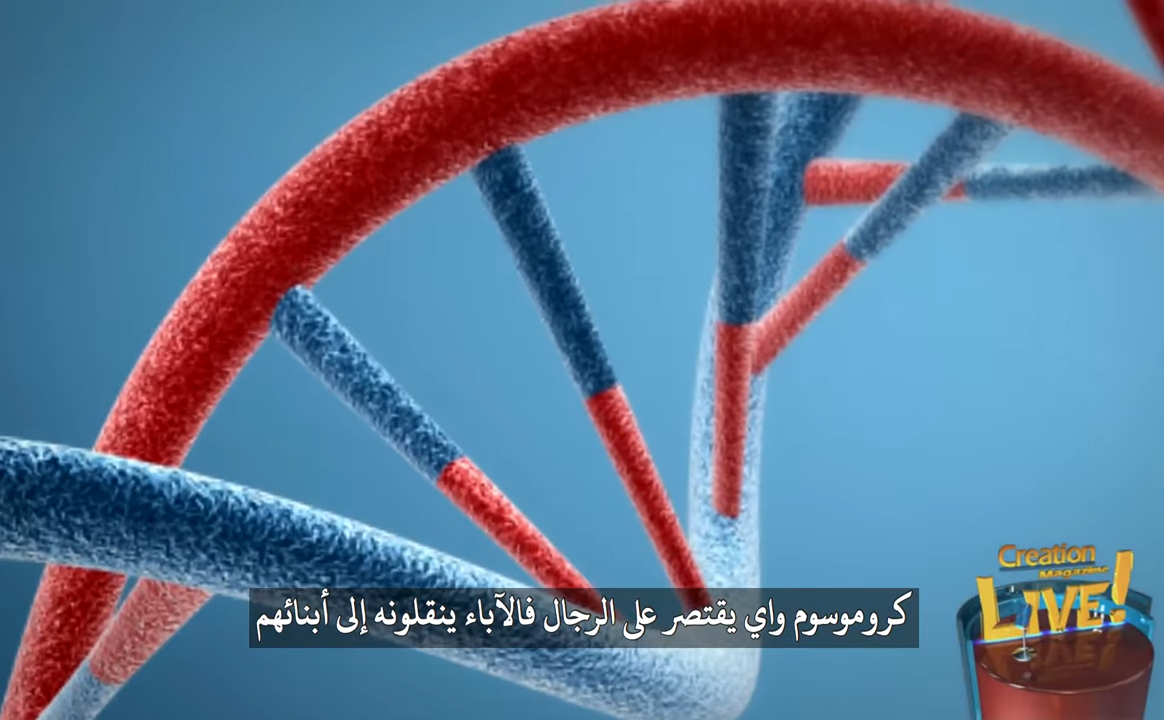 كروموسوم واي يقتصر على الرجال فالآباء ينقلونه إلى أبنائهم
Creation
Magazine
LIVE!